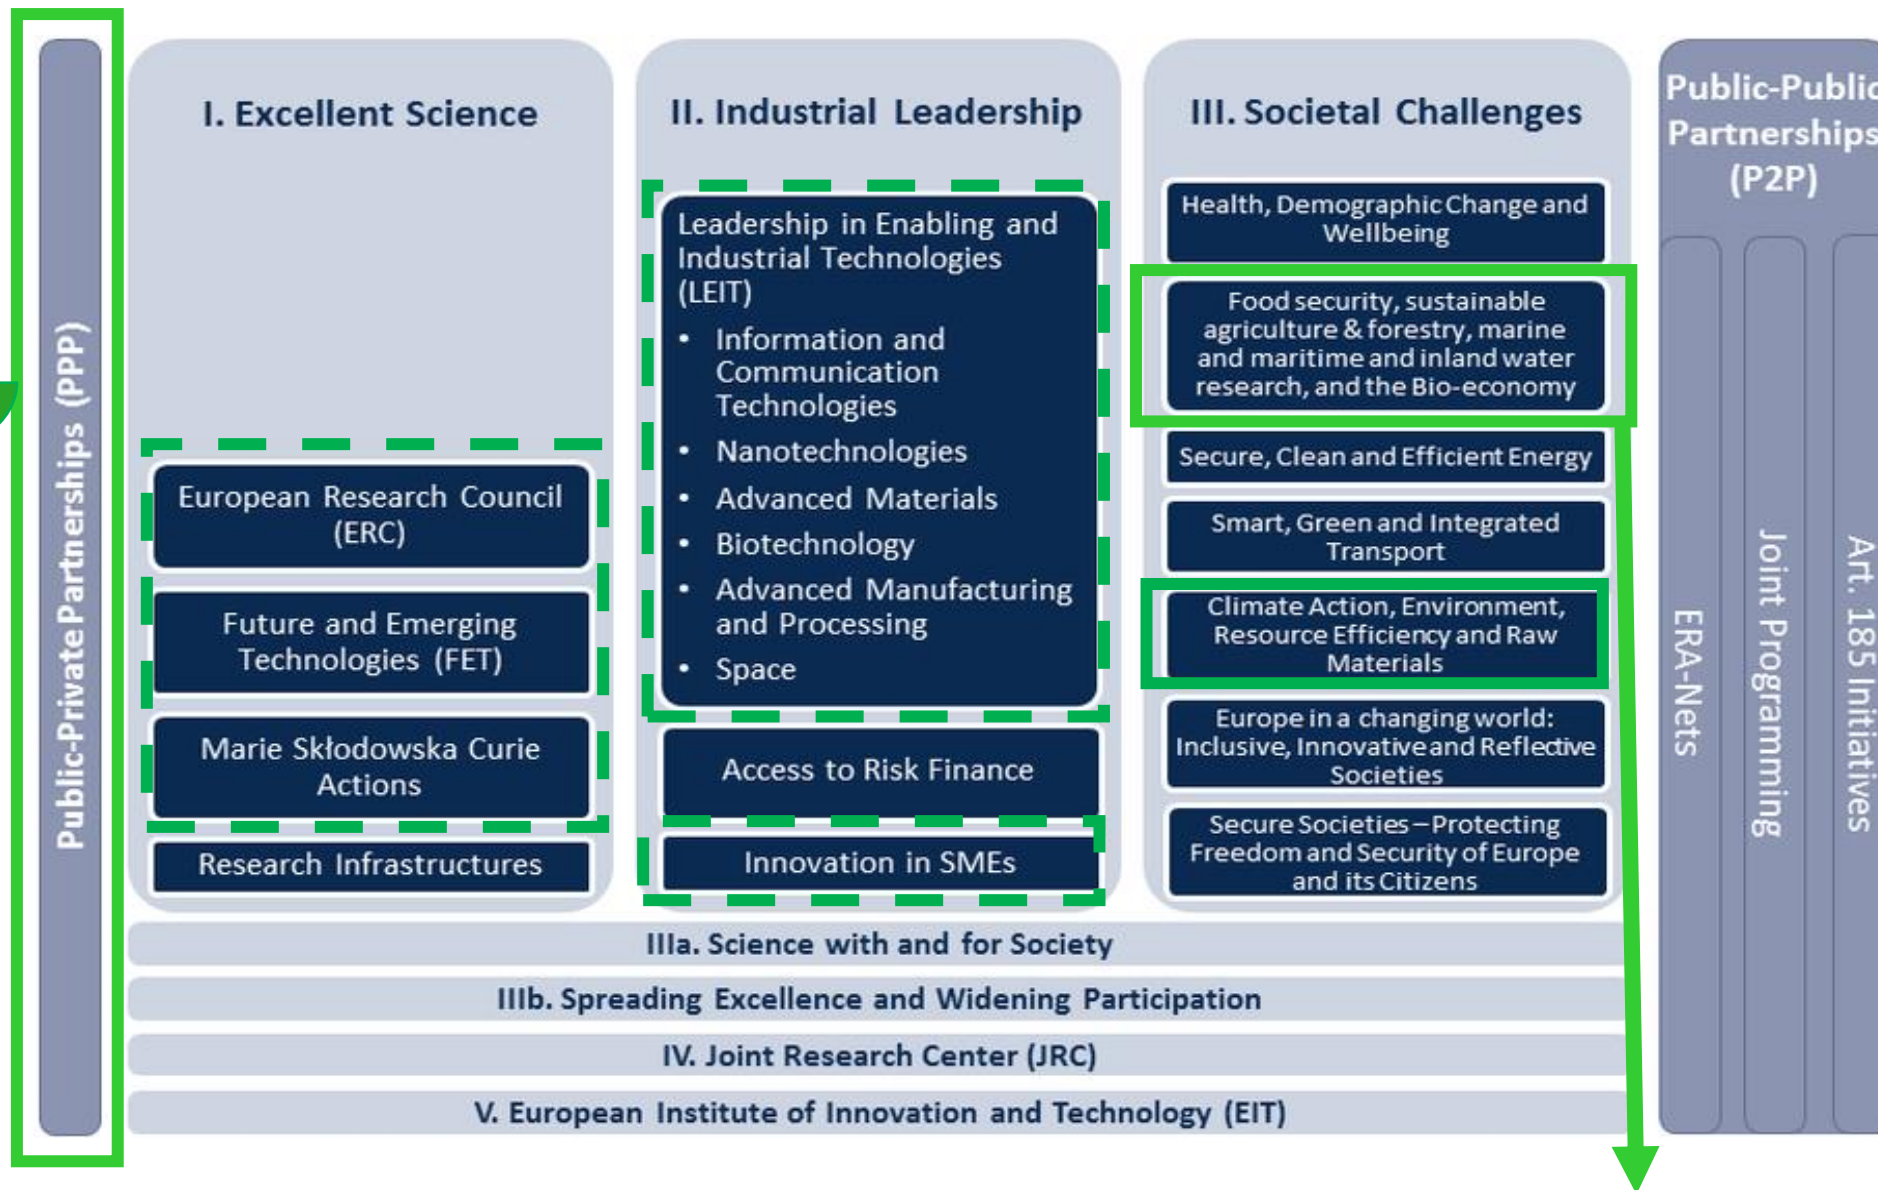 Public-Private Partnerships (PPP)
I. Excellent Science
European Research Council
(ERC)
Future and Emerging
Technologies (FET)
Marie Skłodowska Curie
Actions
Research Infrastructures
II. Industrial Leadership
Leadership in Enabling and
Industrial Technologies
(LEIT)
• Information and
Communication
Technologies
• Nanotechnologies
• Advanced Materials
• Biotechnology
• Advanced Manufacturing
and Processing
• Space
Access to Risk Finance
Innovation in SMEs
III. Societal Challenges
Health, Demographic Change and
Wellbeing
Food security, sustainable
agriculture & forestry, marine
and maritime and inland water
research, and the Bio-economy
Secure, Clean and Efficient Energy
Smart, Green and Integrated
Transport
Climate Action, Environment,
Resource Efficiency and Raw
Materials
Europe in a changing world:
Inclusive, Innovative and Reflective
Societies
Secure Societies – Protecting
Freedom and Security of Europe
and its Citizens
IIIa. Science with and for Society
IIIb. Spreading Excellence and Widening Participation
IV. Joint Research Center (JRC)
V. European Institute of Innovation and Technology (EIT)
Public-Public
Partnerships
(P2P)
ERA-Nets
Joint Programming
Art. 185 Initiatives